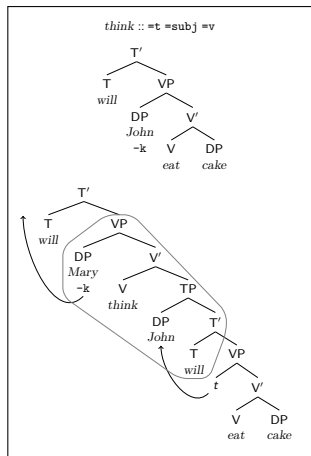 think :: =t =subj =v
T′
T VP
will
DP V′
John
-k V DP
eat cake
T′
T VP
will
DP V′
Mary
-k V TP
think
DP T′
John
T VP
will
t V′
V DP
eat cake